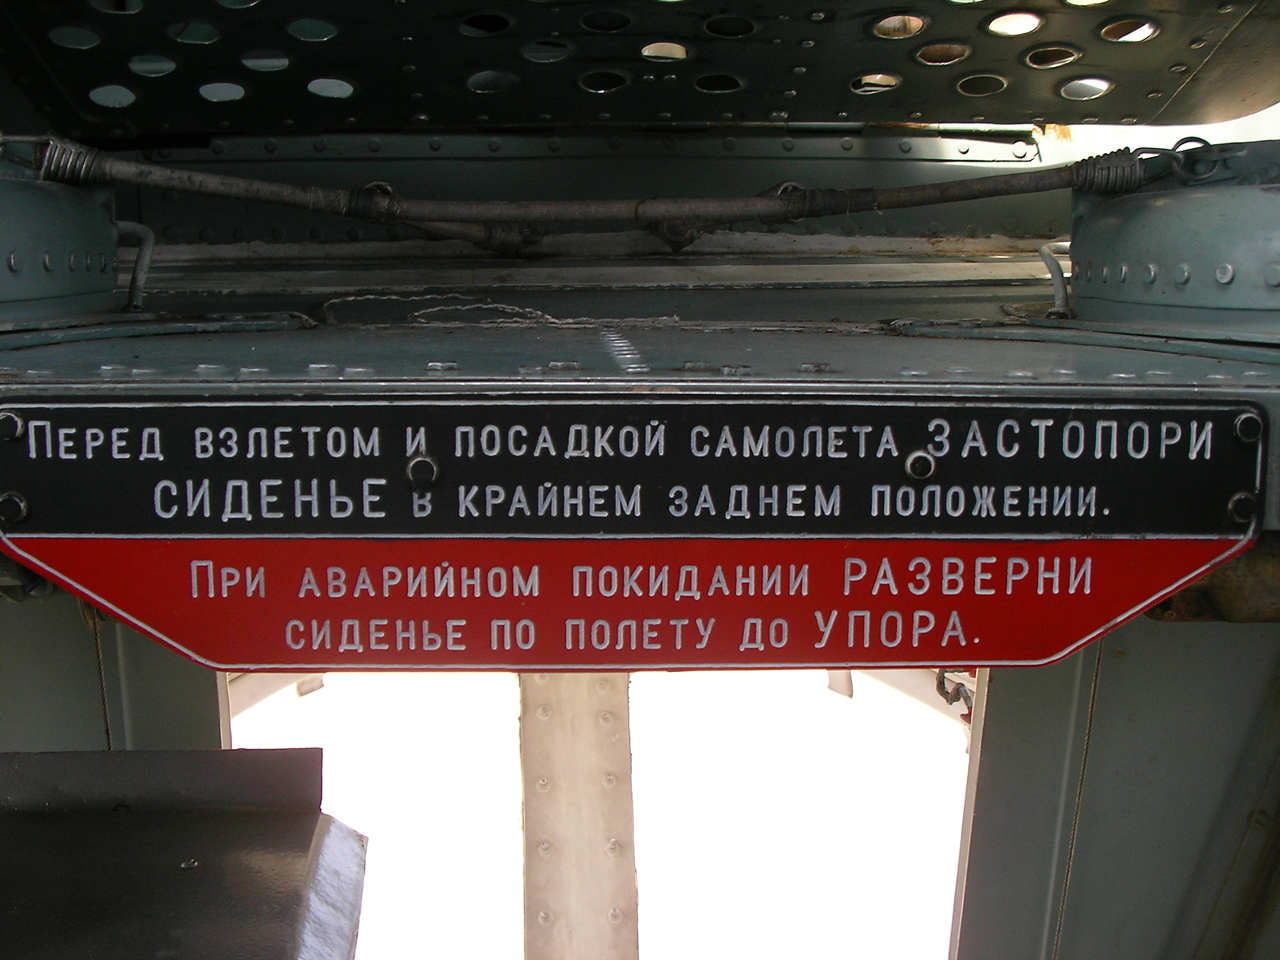 Перед взлетом и посадкой самолета ЗАСТОПОРИ
СИДЕНЬЕ в крайнем заднем положении.
При аварийном покидании РАЗВЕРНИ
сиденье по полету до УПОРА.